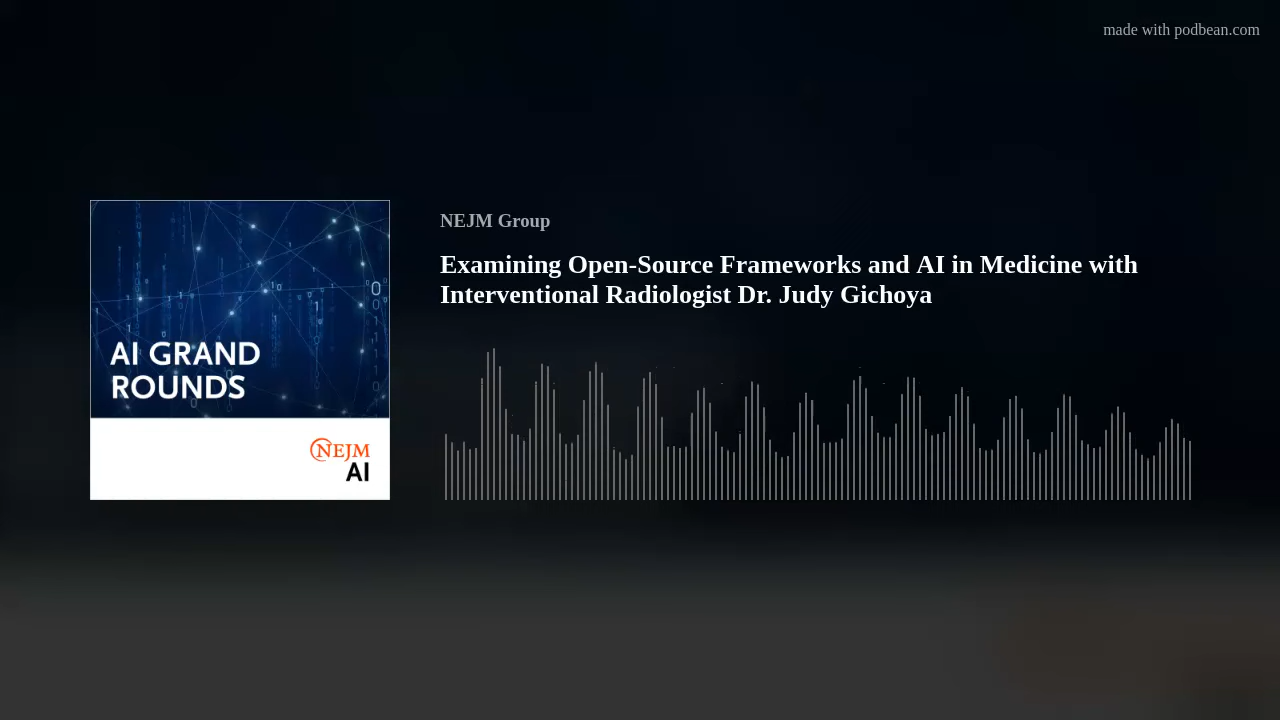 made with podbean.com
NEJM Group
Examining Open-Source Frameworks and AI in Medicine with
Interventional Radiologist Dr. Judy Gichoya
AI GRAND
ROUNDS
NEJM
AI